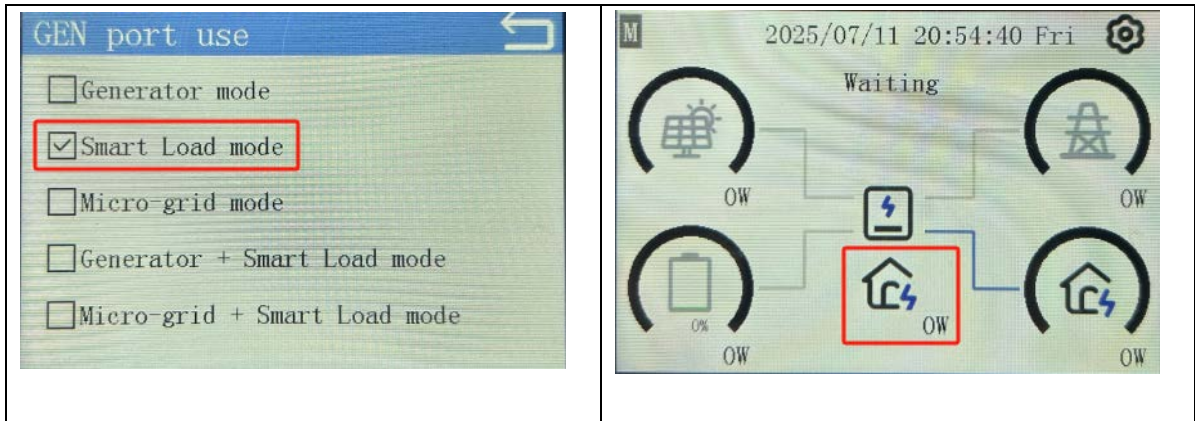 GEN port use
Generator mode
Smart Load mode
Micro-grid mode
Generator + Smart Load mode
Micro-grid + Smart Load mode
M 2025/07/11 20:54:40 Fri
Waiting
0W
0W
0%
0W
0W
0W